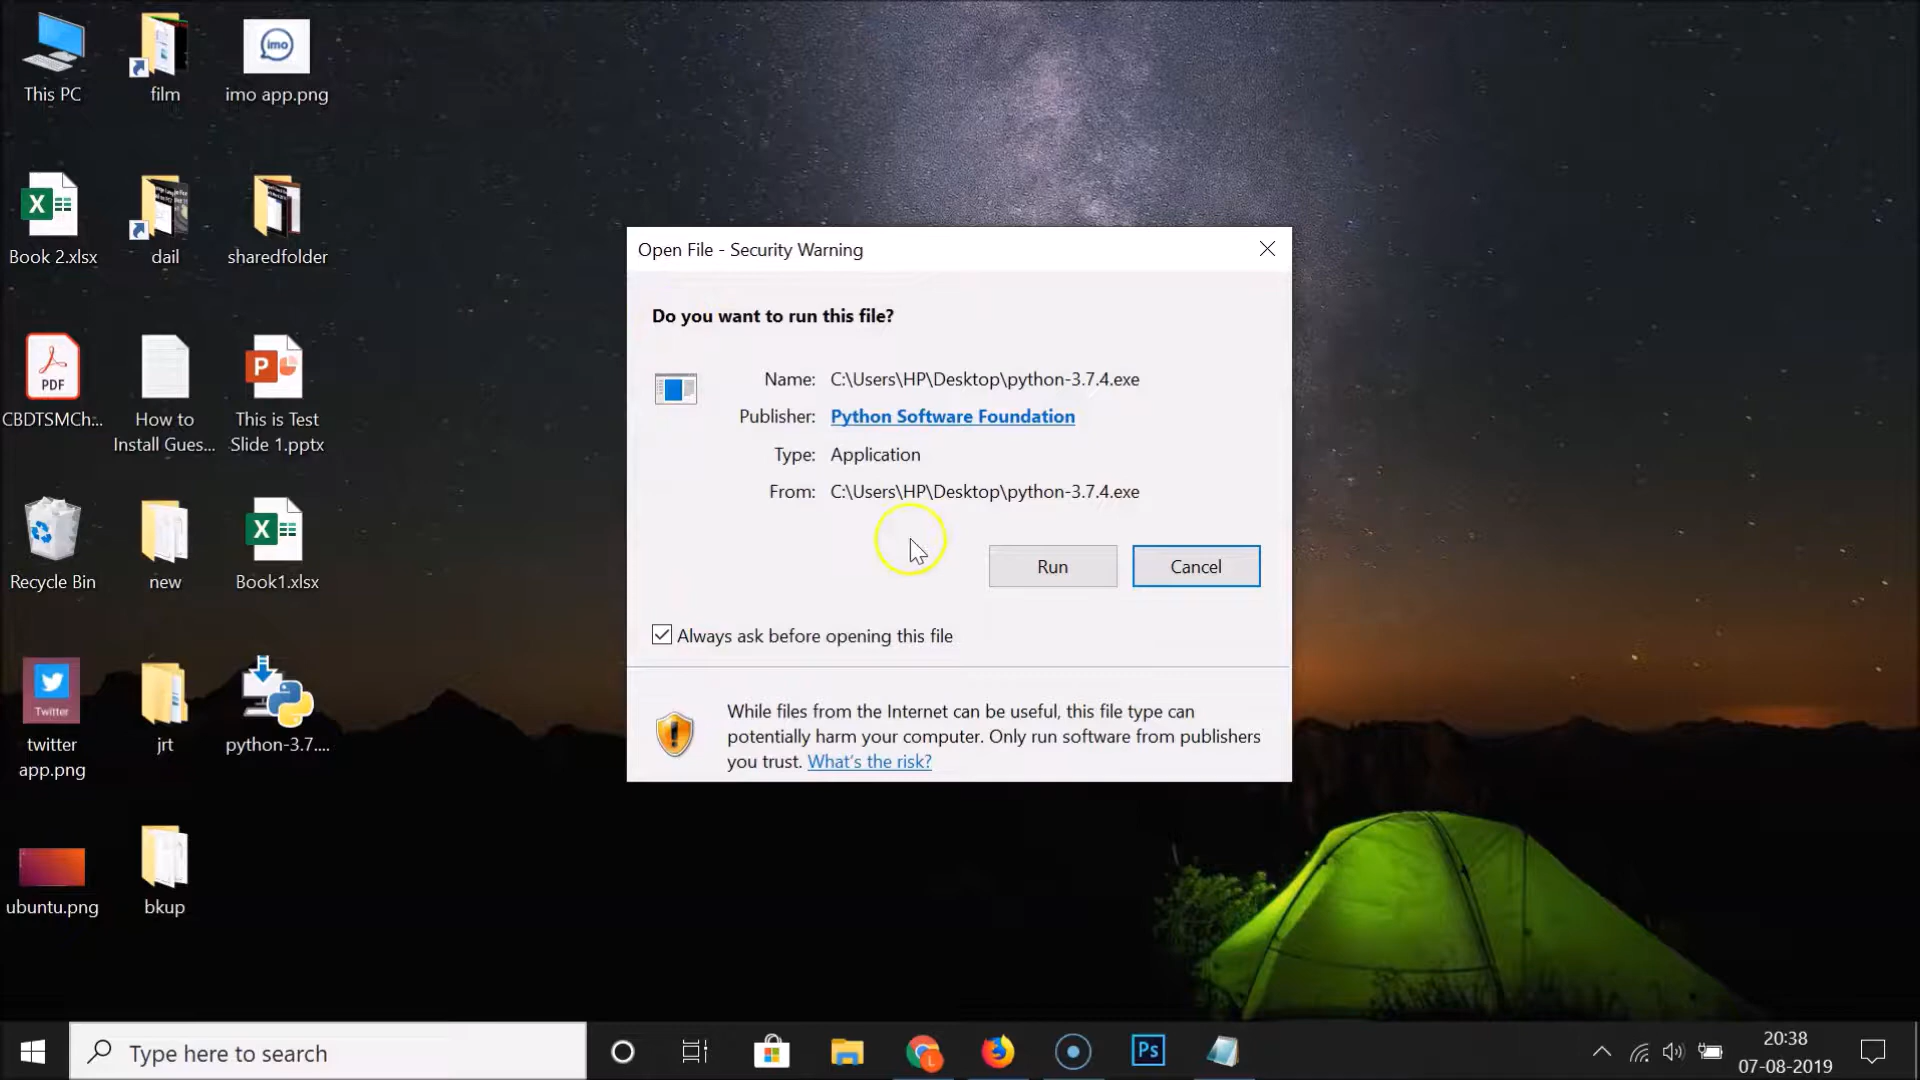 This PC
film
imo
imo app.png
Book 2.xlsx
dail
sharedfolder
PDF
CBDTSMCh...
How to
Install Gues...
This is Test
Slide 1.pptx
Recycle Bin
new
Book1.xlsx
Twitter
twitter
app.png
jrt
python-3.7....
ubuntu.png
bkup
Open File - Security Warning
Do you want to run this file?
Name: C:\Users\HP\Desktop\python-3.7.4.exe
Publisher: Python Software Foundation
Type: Application
From: C:\Users\HP\Desktop\python-3.7.4.exe
Run
Cancel
Always ask before opening this file
While files from the Internet can be useful, this file type can
potentially harm your computer. Only run software from publishers
you trust. What's the risk?
Type here to search
L
Ps
20:38
07-08-2019